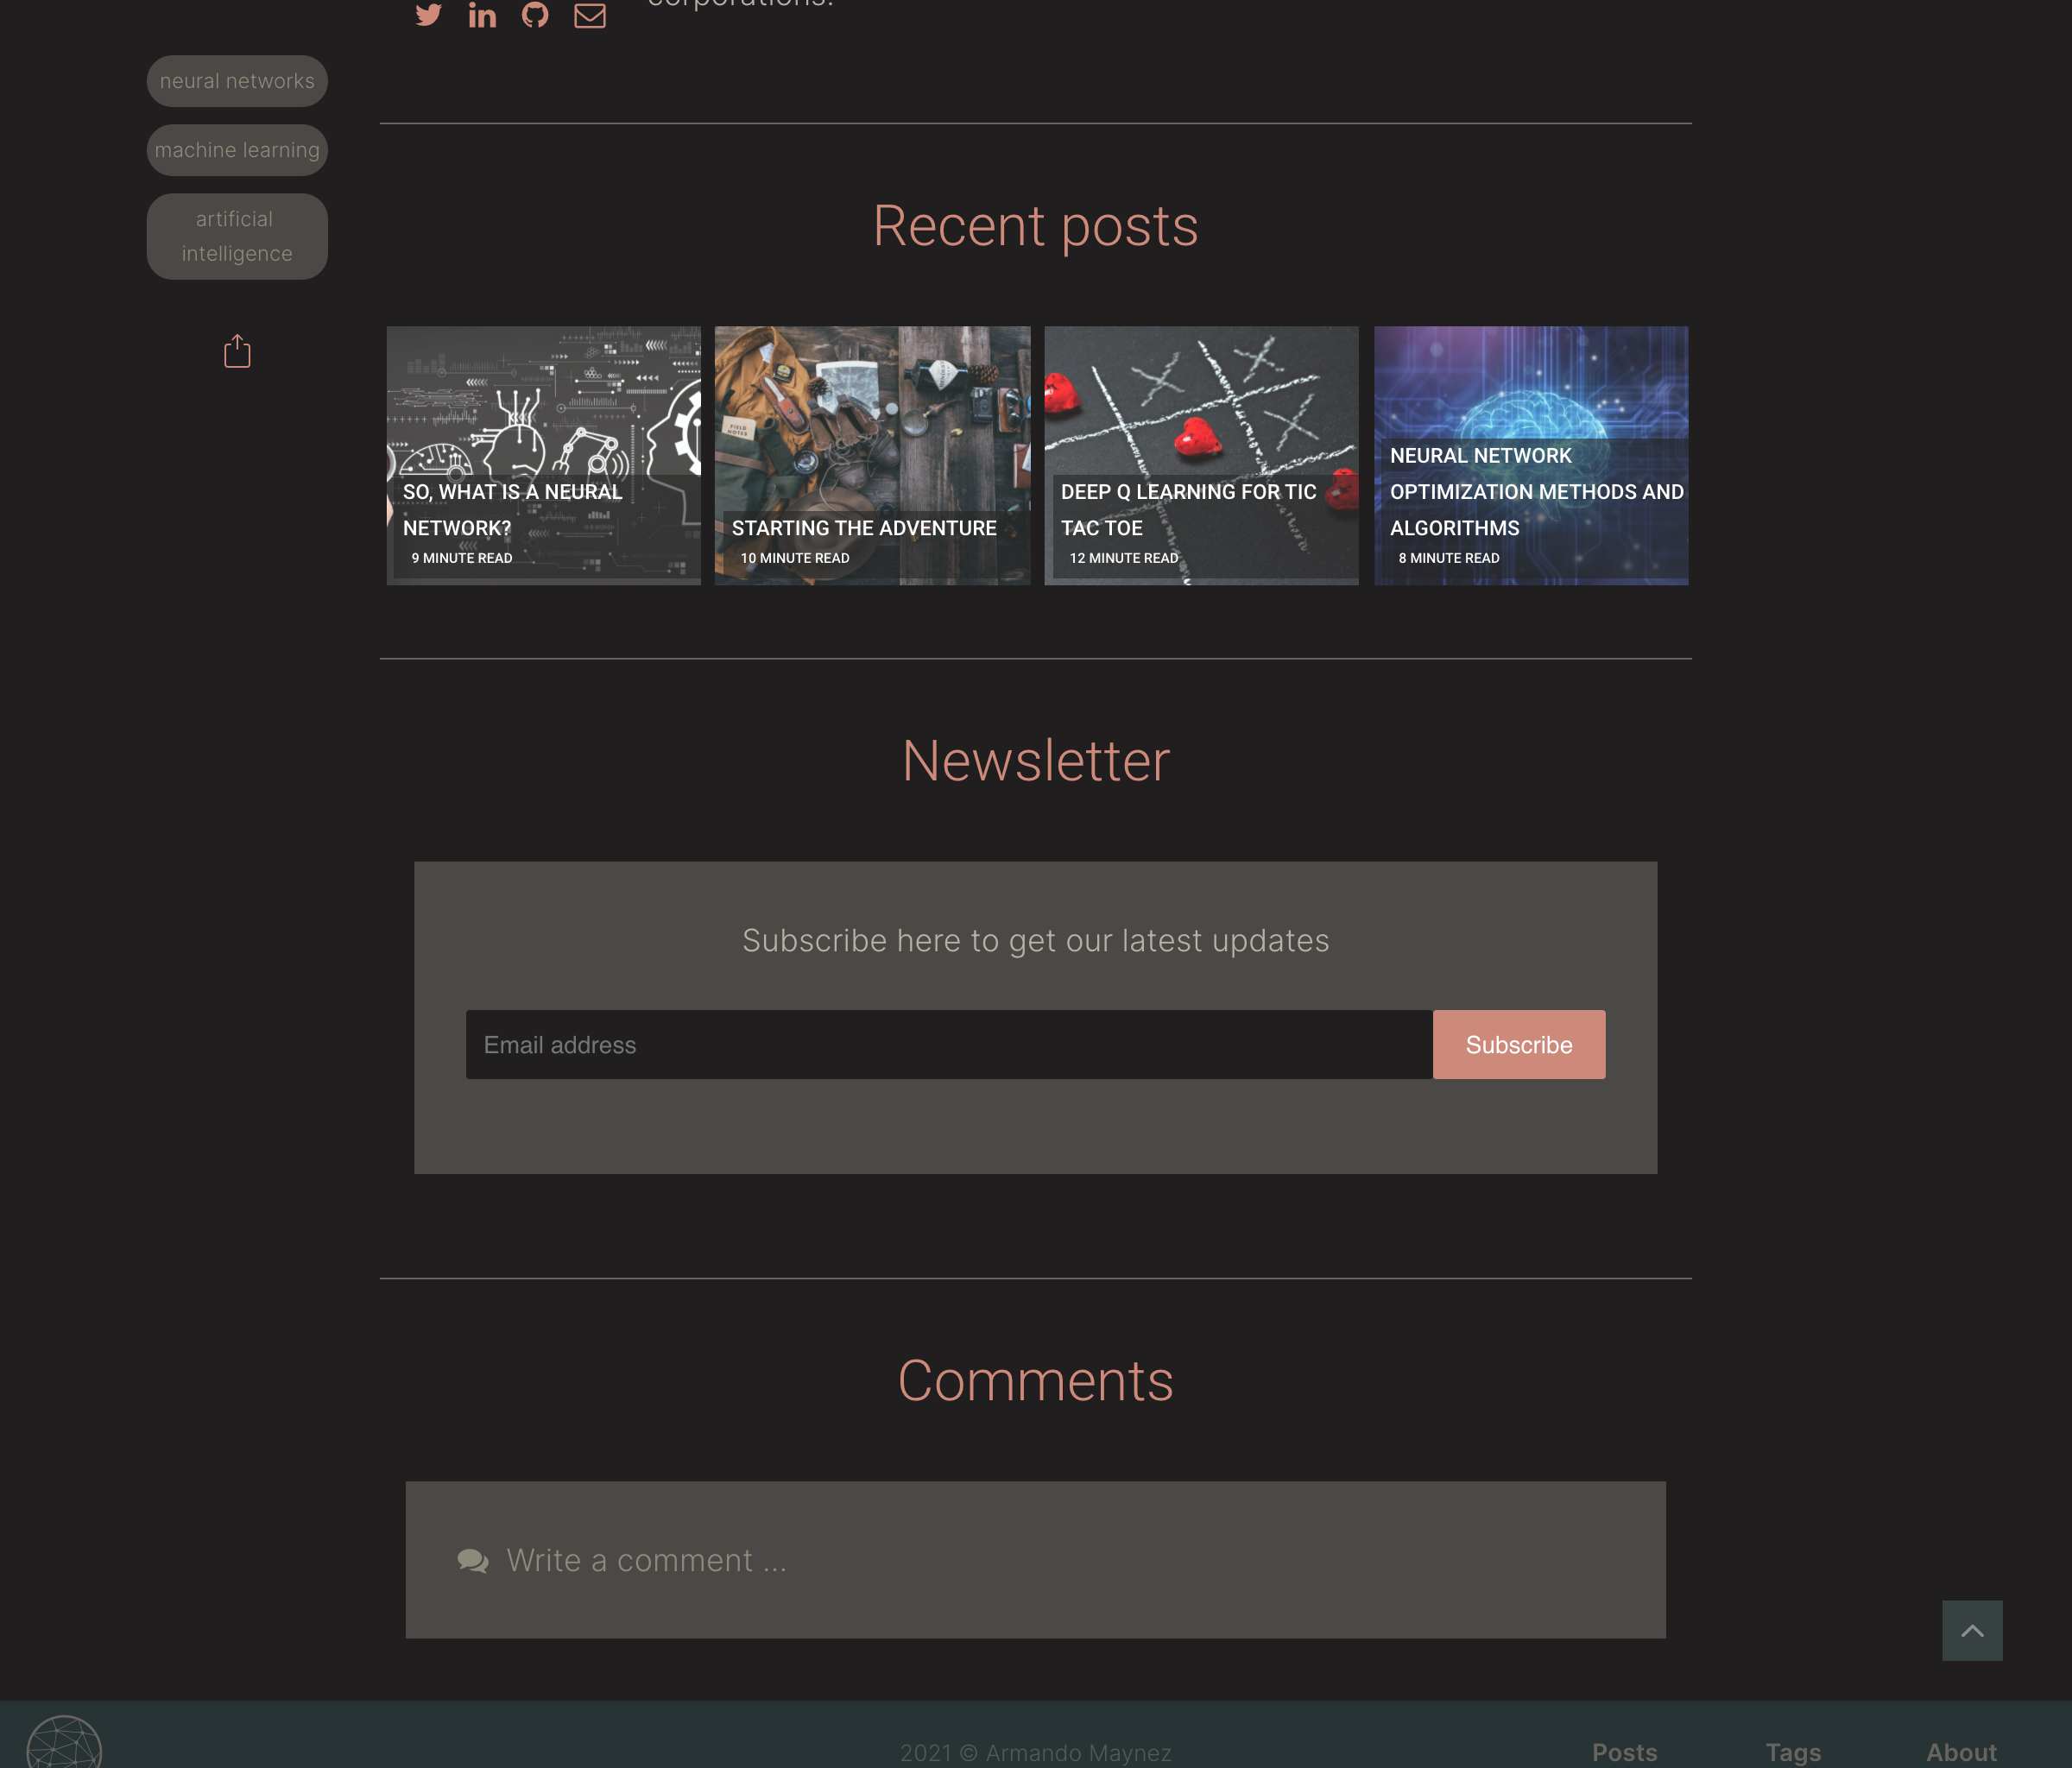 neural networks
machine learning
artificial
intelligence
Recent posts
SO, WHAT IS A NEURAL
NETWORK?
9 MINUTE READ
FIELD
NOTES
STARTING THE ADVENTURE
10 MINUTE READ
DEEP Q LEARNING FOR TIC
TAC TOE
12 MINUTE READ
NEURAL NETWORK
OPTIMIZATION METHODS AND
ALGORITHMS
8 MINUTE READ
Newsletter
Subscribe here to get our latest updates
Email address
Subscribe
Comments
Write a comment ...
2021 © Armando Maynez
Posts
Tags
About